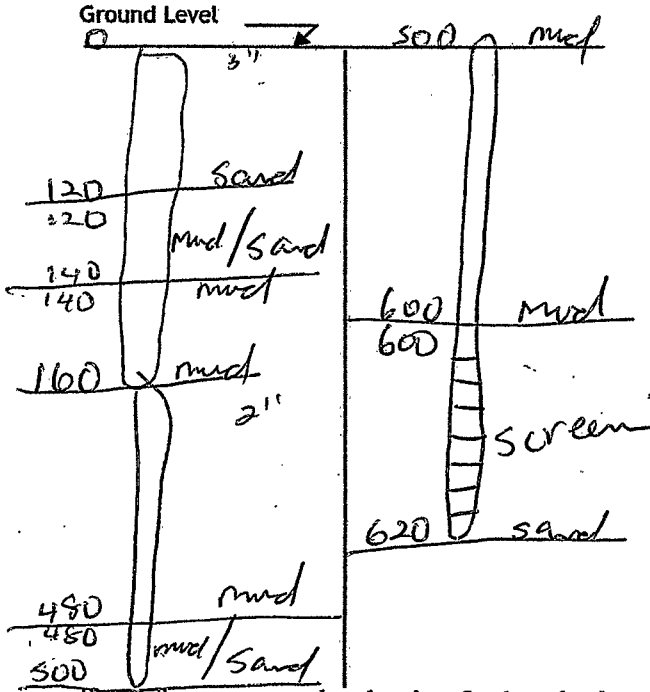 Ground Level
0
3"
120 Sand
120
Mud/Sand
140
140 mud
160 mud
2"
480 mud
480
mud/Sand
500
500 mud
600 Mud
600
Screen
620 sand